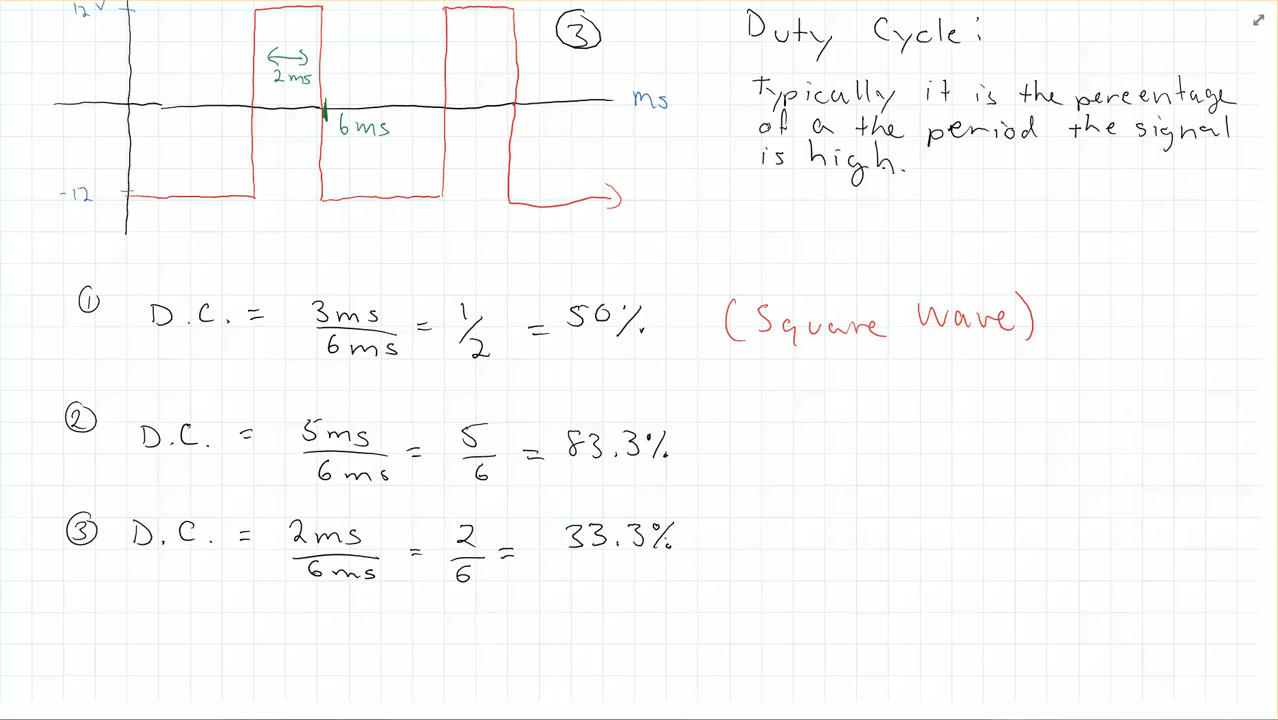 12V
3
Duty Cycle:
2ms
ms
Typically it is the percentage
6ms
of a the period the signal
is high.
-12
1 D.C. = 3ms/6ms = 1/2 = 50% (Square Wave)
2 D.C. = 5ms/6ms = 5/6 = 83.3%
3 D.C. = 2ms/6ms = 2/6 = 33.3%